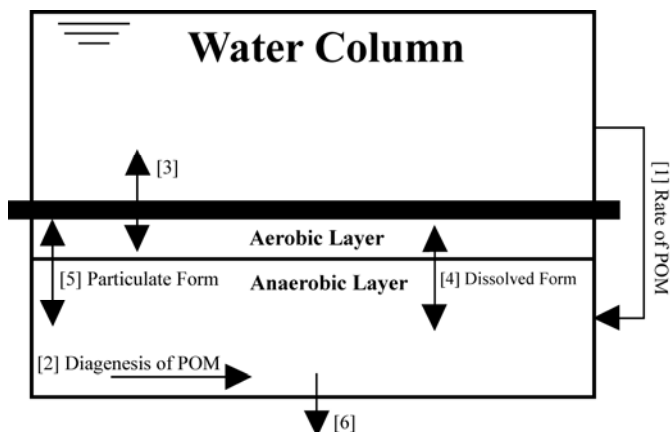 Water Column
[3]
Aerobic Layer
[5] Particulate Form
Anaerobic Layer
[4] Dissolved Form
[1] Rate of POM
[2] Diagenesis of POM
[6]